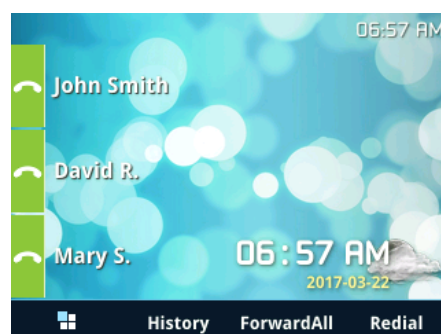 06:57 AM
John Smith
David R.
Mary S.
06:57 AM
2017-03-22
History ForwardAll Redial